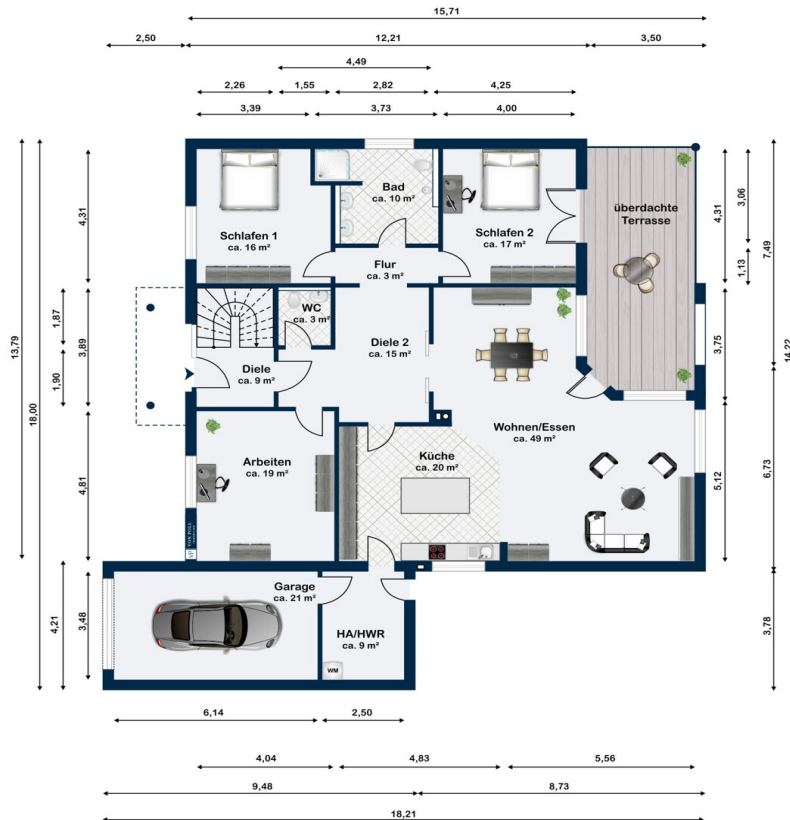 15,71
2,50
12,21
3,50
4,49
2,26
1,55
2,82
4,25
3,39
3,73
4,00
Bad
ca. 10 m²
Schlafen 1
ca. 16 m²
Schlafen 2
ca. 17 m²
überdachte
Terrasse
Flur
ca. 3 m²
WC
ca. 3 m²
Diele
ca. 9 m²
Diele 2
ca. 15 m²
Wohnen/Essen
ca. 49 m²
Küche
ca. 20 m²
Arbeiten
ca. 19 m²
VON POLL
VP
Garage
ca. 21 m²
HA/HWR
ca. 9 m²
WM
13,79
18,00
4,31
1,87
3,89
1,90
4,81
4,21
3,48
4,31
3,06
1,13
7,49
3,75
14,22
5,12
6,73
3,78
6,14
2,50
4,04
4,83
5,56
9,48
8,73
18,21